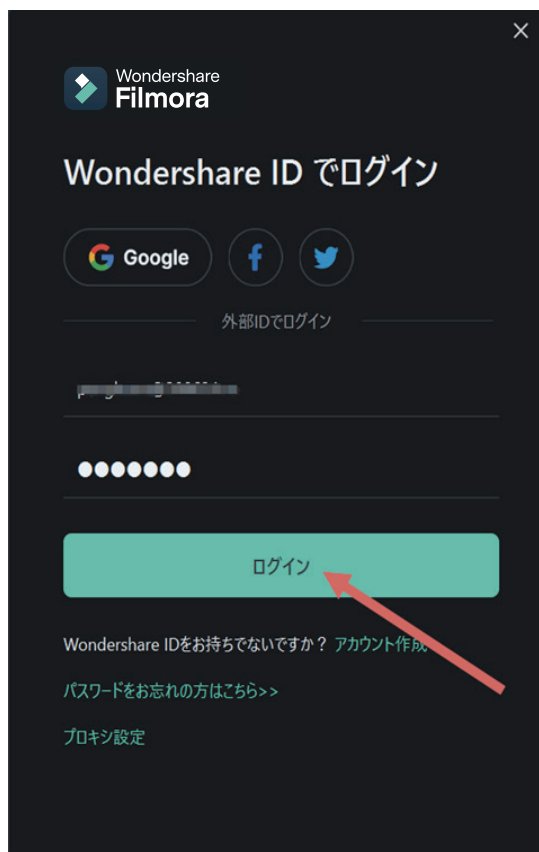 Wondershare
Filmora
Wondershare ID でログイン
Google
外部IDでログイン
●●●●●●●
ログイン
Wondershare IDをお持ちでないですか？ アカウント作成
パスワードをお忘れの方はこちら>>
プロキシ設定